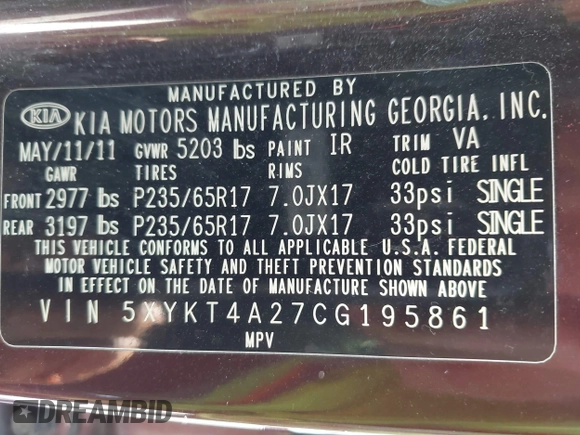 MANUFACTURED BY
KIA KIA MOTORS MANUFACTURING GEORGIA, INC.
MAY/11/11 GVWR 5203 lbs PAINT IR TRIM VA
GAWR TIRES RIMS COLD TIRE INFL
FRONT 2977 lbs P235/65R17 7.0JX17 33psi SINGLE
REAR 3197 lbs P235/65R17 7.0JX17 33psi SINGLE
THIS VEHICLE CONFORMS TO ALL APPLICABLE U.S.A. FEDERAL
MOTOR VEHICLE SAFETY AND THEFT PREVENTION STANDARDS
IN EFFECT ON THE DATE OF MANUFACTURE SHOWN ABOVE
VIN 5XYKT4A27CG195861
MPV
DREAMBID